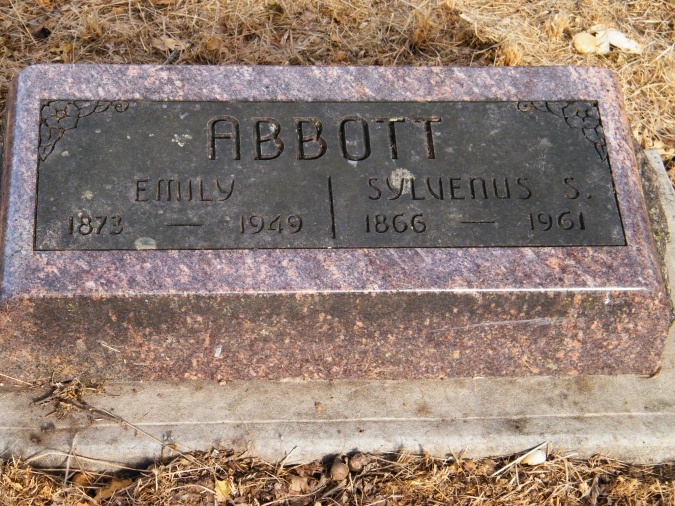 ABBOTT
EMILY
1873 — 1949
SYLVENUS S.
1866 — 1961